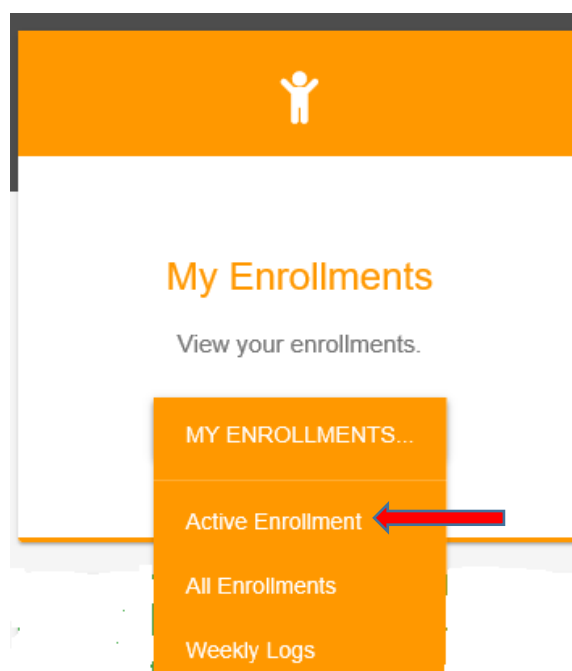 My Enrollments
View your enrollments.
MY ENROLLMENTS...
Active Enrollment
All Enrollments
Weekly Logs